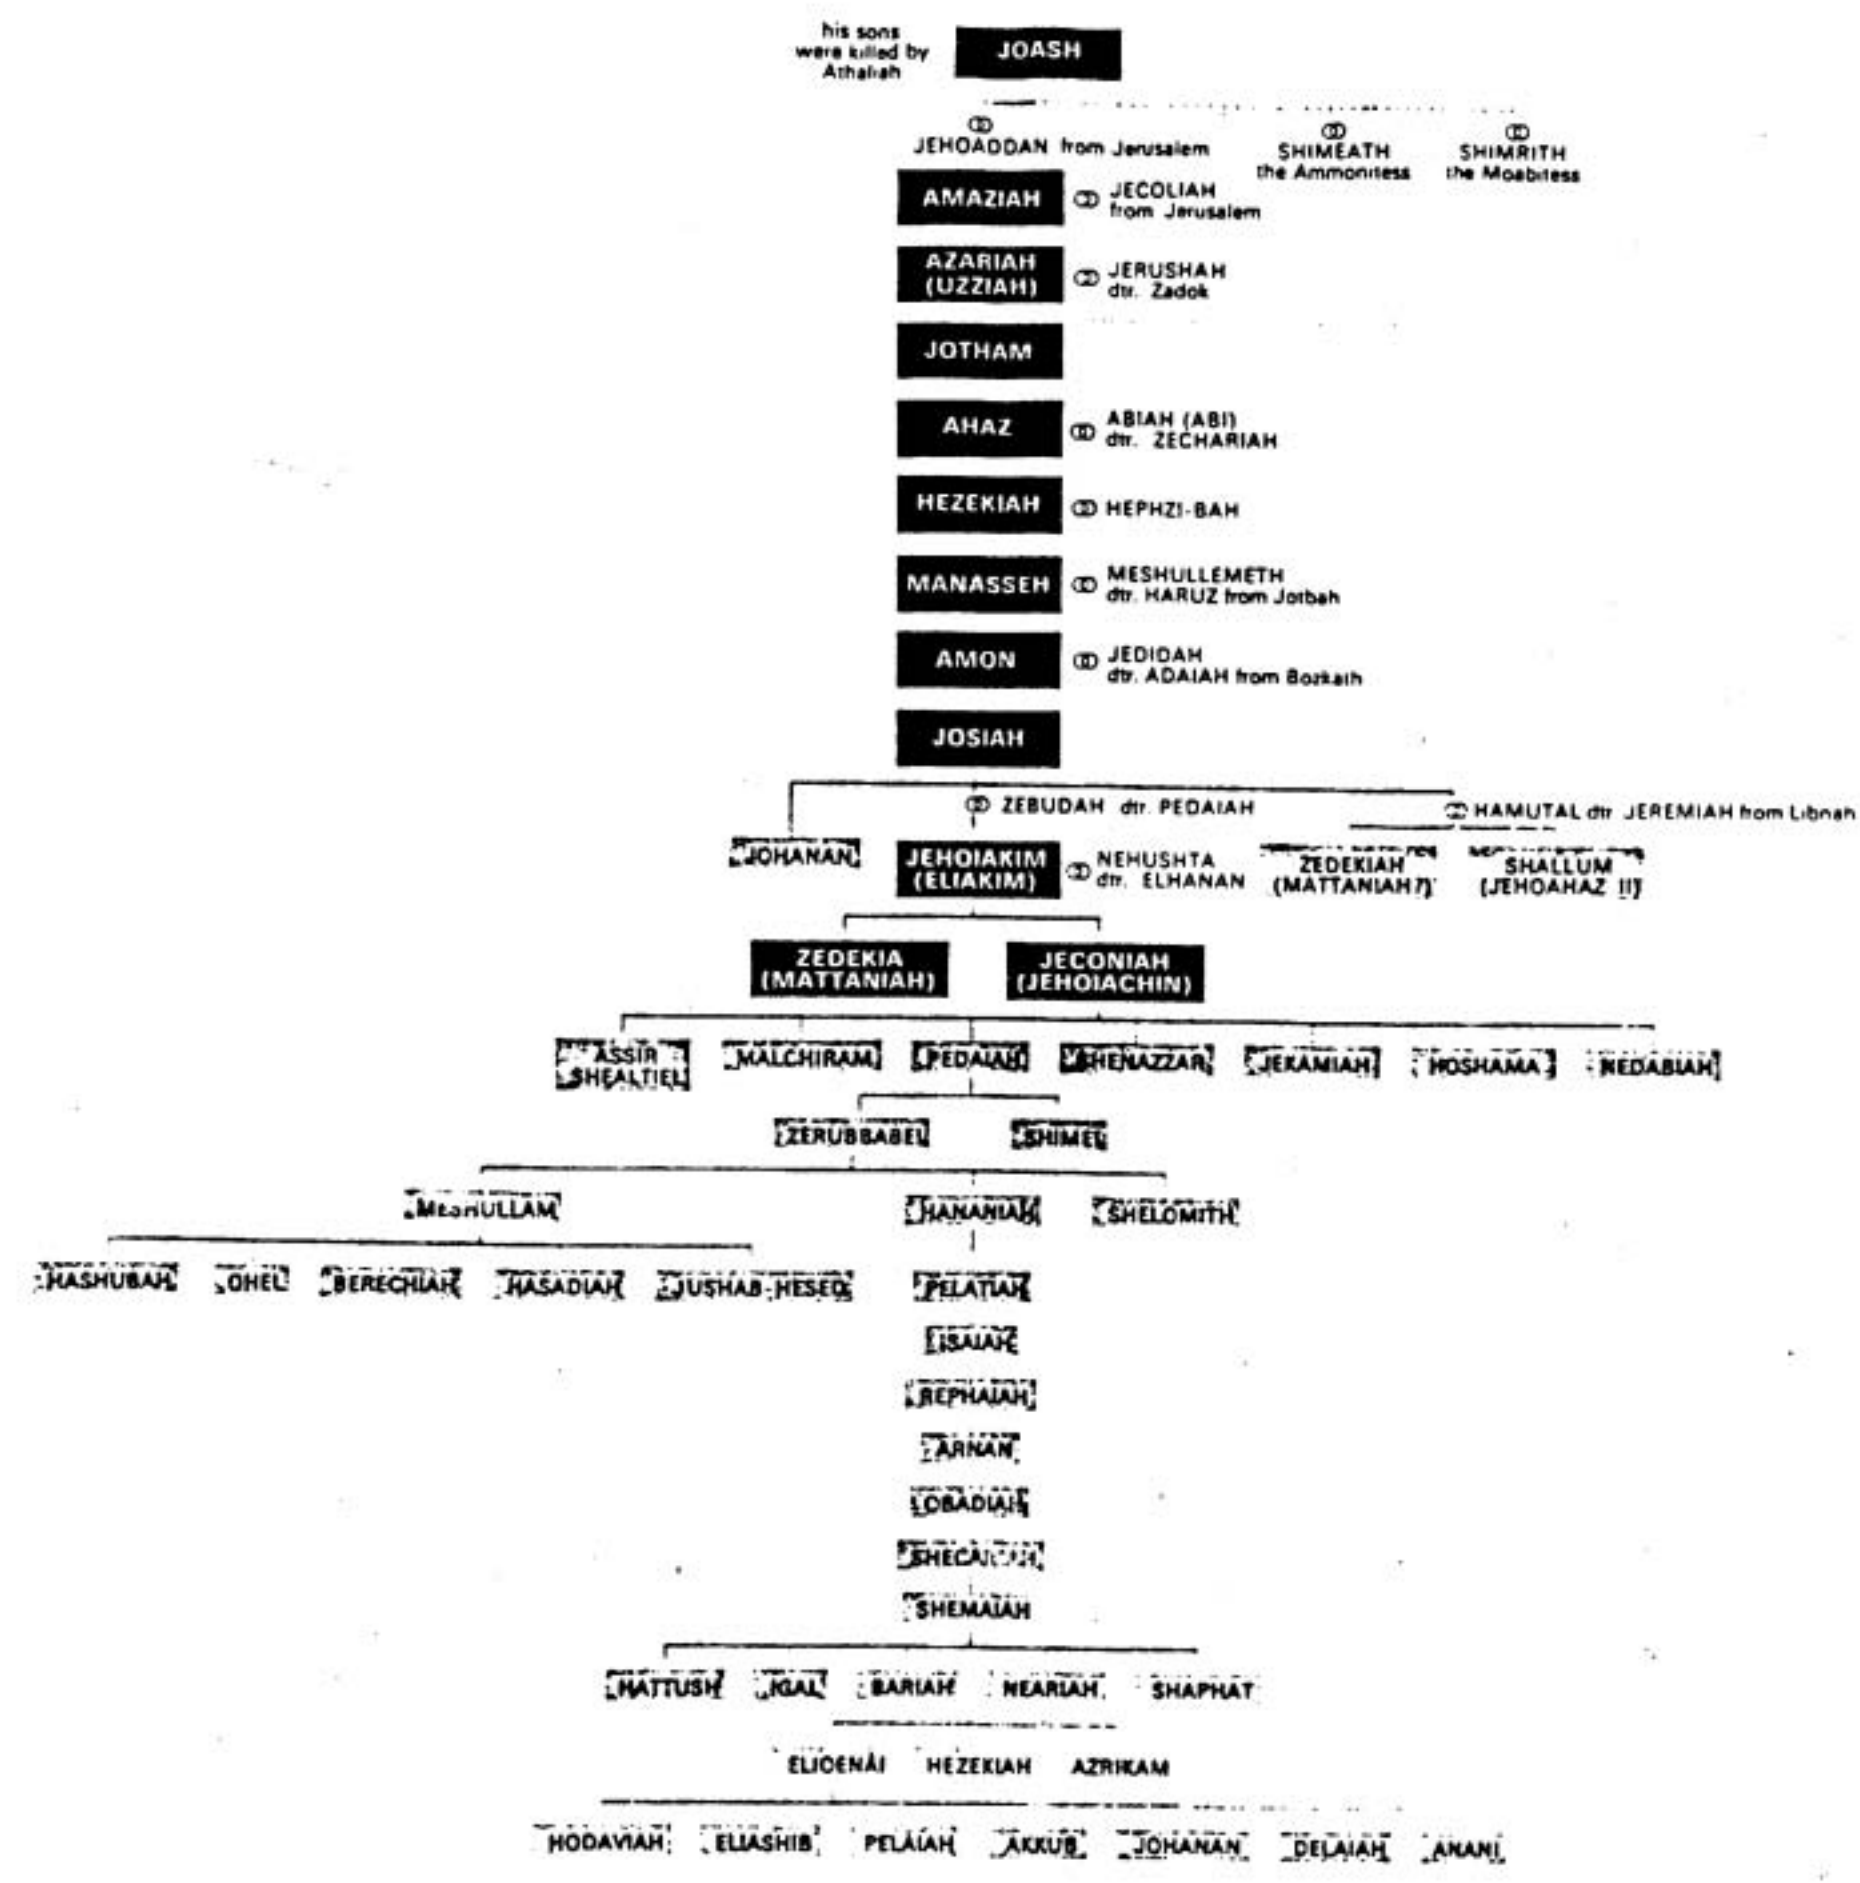 his sons
were killed by
Athaliah
JOASH
JEHOADDAN from Jerusalem
SHIMEATH
the Ammonitess
SHIMRITH
the Moabitess
AMAZIAH
JECOLIAH
from Jerusalem
AZARIAH
(UZZIAH)
JERUSHAH
dtr. Zadok
JOTHAM
AHAZ
ABIAH (ABI)
dtr. ZECHARIAH
HEZEKIAH
HEPHZI-BAH
MANASSEH
MESHULLEMETH
dtr. HARUZ from Jotbah
AMON
JEDIDAH
dtr. ADAIAH from Bozkath
JOSIAH
ZEBUDAH dtr. PEDAIAH
HAMUTAL dtr JEREMIAH from Libnah
JOHANAN
JEHOIAKIM
(ELIAKIM)
NEHUSHTA
dtr. ELHANAN
ZEDEKIAH
(MATTANIAH?)
SHALLUM
(JEHOAHAZ II)
ZEDEKIA
(MATTANIAH)
JECONIAH
(JEHOIACHIN)
ASSIR
SHEALTIEL
MALCHIRAM
PEDAIAH
SHENAZZAR
JEKAMIAH
HOSHAMA
NEDABIAH
ZERUBBABEL
SHIMEI
MESHULLAM
HANANIAH
SHELOMITH
HASHUBAH
OHEL
BERECHIAH
HASADIAH
JUSHAB-HESED
PELATIAH
ISAIAH
REPHAIAH
ARNAN
OBADIAH
SHEMAIAH
HATTUSH
IGAL
BARIAH
NEARIAH
SHAPHAT
ELIOENAI
HEZEKIAH
AZRIKAM
HODAVIAH
ELIASHIB
PELAIAH
AKKUB
JOHANAN
DELAIAH
ANANI